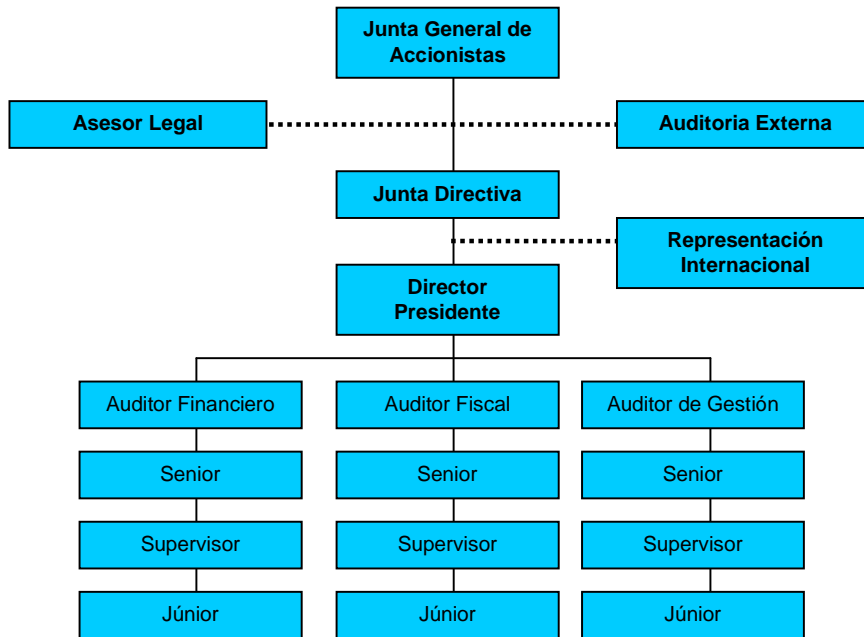 Junta General de
Accionistas
Asesor Legal
Auditoria Externa
Junta Directiva
Representación
Internacional
Director
Presidente
Auditor Financiero
Auditor Fiscal
Auditor de Gestión
Senior
Senior
Senior
Supervisor
Supervisor
Supervisor
Júnior
Júnior
Júnior